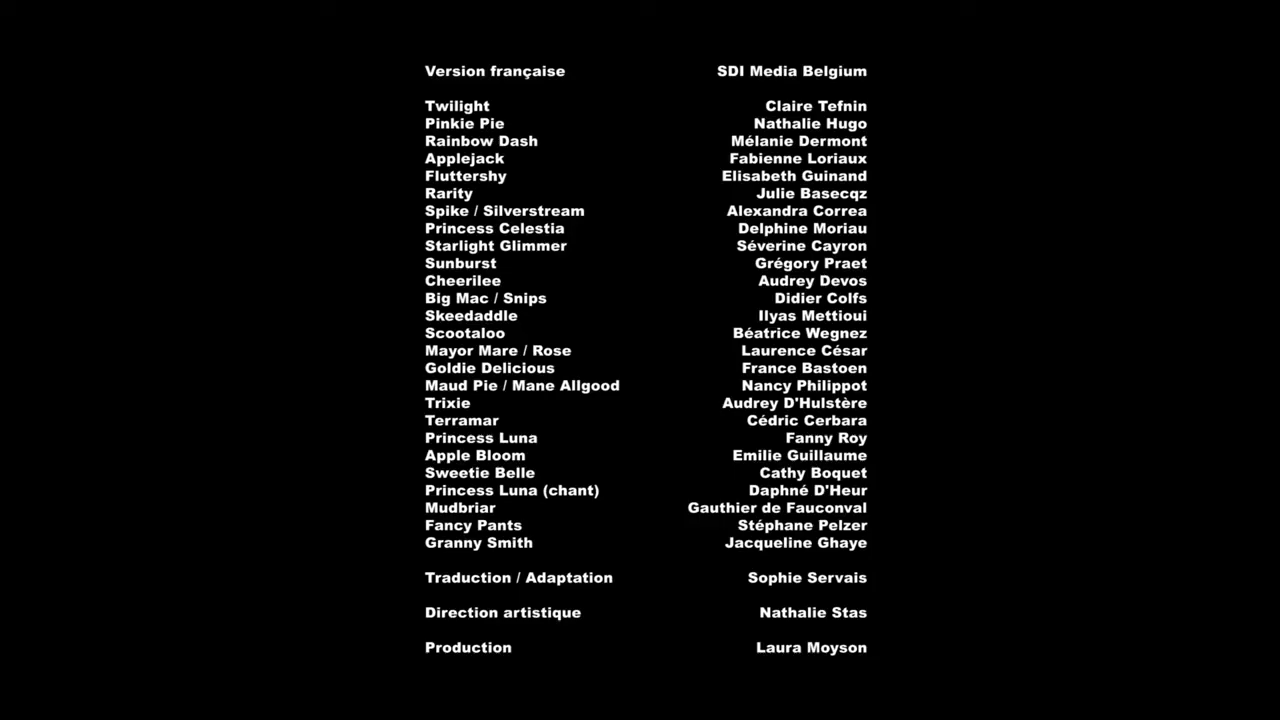 Version française SDI Media Belgium
Twilight Claire Tefnin
Pinkie Pie Nathalie Hugo
Rainbow Dash Mélanie Dermont
Applejack Fabienne Loriaux
Fluttershy Elisabeth Guinand
Rarity Julie Basecqz
Spike / Silverstream Alexandra Correa
Princess Celestia Delphine Moriau
Starlight Glimmer Séverine Cayron
Sunburst Grégory Praet
Cheerilee Audrey Devos
Big Mac / Snips Didier Colfs
Skeedaddle Ilyas Mettioui
Scootaloo Béatrice Wegnez
Mayor Mare / Rose Laurence César
Goldie Delicious France Bastoen
Maud Pie / Mane Allgood Nancy Philippot
Trixie Audrey D'Hulstère
Terramar Cédric Cerbara
Princess Luna Fanny Roy
Apple Bloom Emilie Guillaume
Sweetie Belle Cathy Boquet
Princess Luna (chant) Daphné D'Heur
Mudbriar Gauthier de Fauconval
Fancy Pants Stéphane Pelzer
Granny Smith Jacqueline Ghaye
Traduction / Adaptation Sophie Servais
Direction artistique Nathalie Stas
Production Laura Moyson